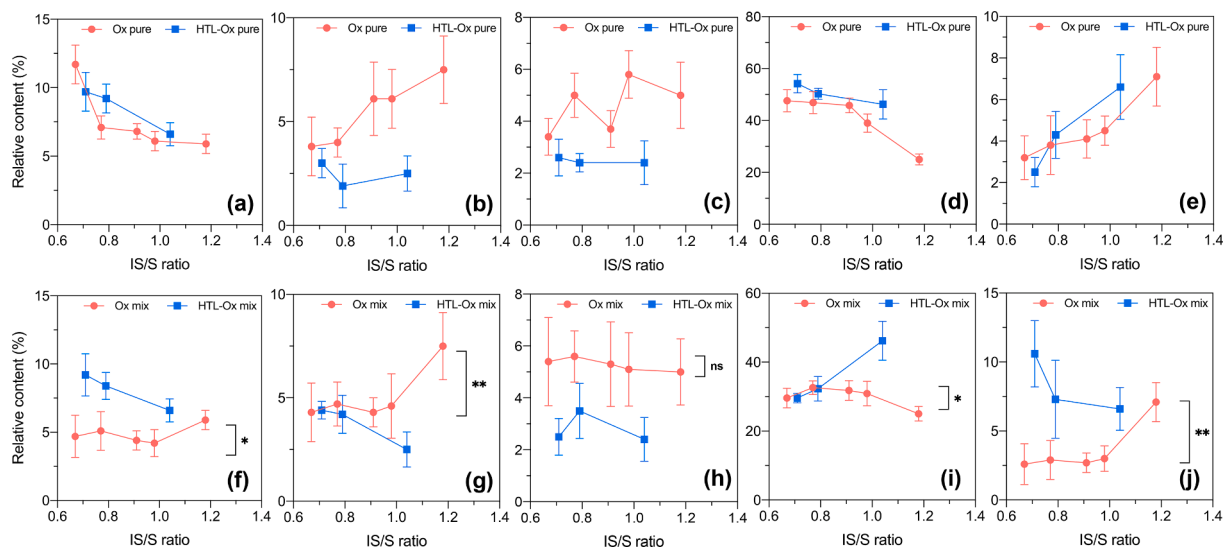 Ox pure HTL-Ox pure
Relative content (%)
15
10
5
0
0.6 0.8 1.0 1.2 1.4
IS/S ratio
(a)
Ox pure HTL-Ox pure
10
5
0
0.6 0.8 1.0 1.2 1.4
IS/S ratio
(b)
Ox pure HTL-Ox pure
8
6
4
2
0
0.6 0.8 1.0 1.2 1.4
IS/S ratio
(c)
Ox pure HTL-Ox pure
80
60
40
20
0
0.6 0.8 1.0 1.2 1.4
IS/S ratio
(d)
Ox pure HTL-Ox pure
10
8
6
4
2
0
0.6 0.8 1.0 1.2 1.4
IS/S ratio
(e)
Ox mix HTL-Ox mix
Relative content (%)
15
10
5
0
0.6 0.8 1.0 1.2 1.4
IS/S ratio
*
(f)
Ox mix HTL-Ox mix
10
5
0
0.6 0.8 1.0 1.2 1.4
IS/S ratio
**
(g)
Ox mix HTL-Ox mix
8
6
4
2
0
0.6 0.8 1.0 1.2 1.4
IS/S ratio
ns
(h)
Ox mix HTL-Ox mix
60
40
20
0
0.6 0.8 1.0 1.2 1.4
IS/S ratio
*
(i)
Ox mix HTL-Ox mix
15
10
5
0
0.6 0.8 1.0 1.2 1.4
IS/S ratio
**
(j)